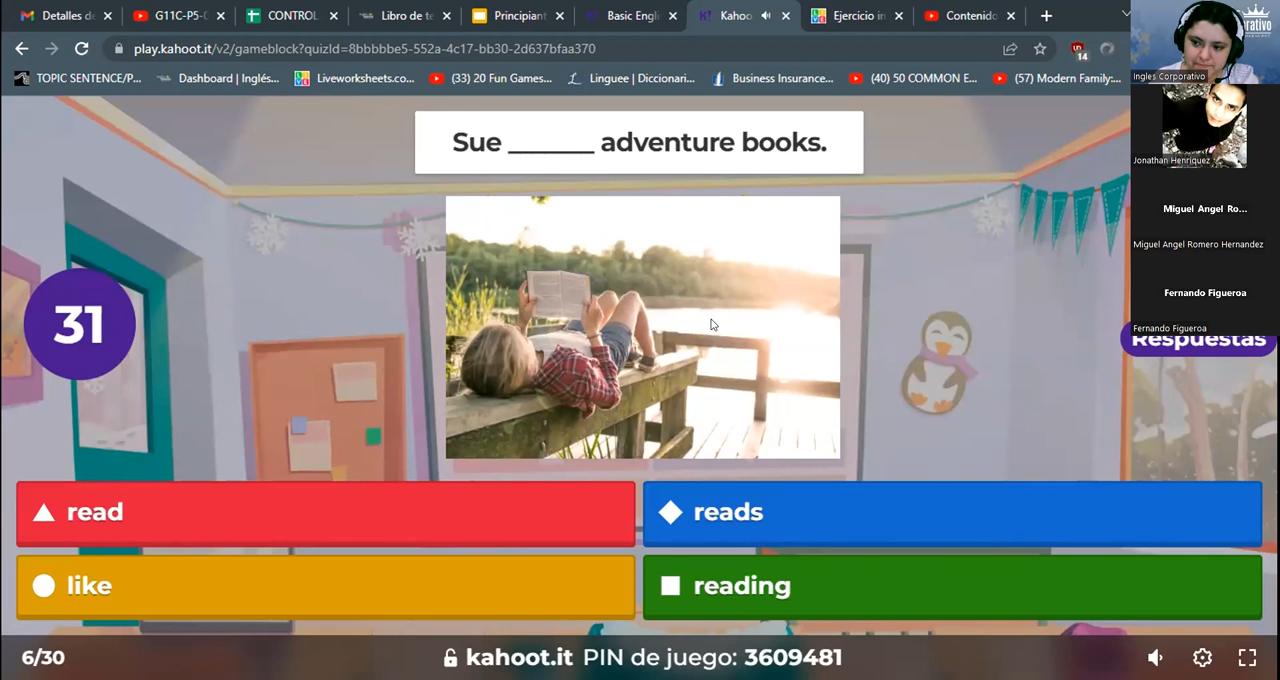 Detalles de
G11C-P5-
CONTROL
Libro de te
Principiant
Basic Engli
Kahoo
Ejercicio in
Contenido
play.kahoot.it/v2/gameblock?quizId=8bbbbbe5-552a-4c17-bb30-2d637bfaa370
14
TOPIC SENTENCE/P...
Dashboard | Inglés...
Liveworksheets.co...
(33) 20 Fun Games...
Linguee | Diccionari...
Business Insurance...
(40) 50 COMMON E...
(57) Modern Family:...
Ingles Corporativo
Jonathan Henriquez
Miguel Angel Ro...
Miguel Angel Romero Hernandez
Fernando Figueroa
Fernando Figueroa
Sue ______ adventure books.
31
Respuestas
read
reads
like
reading
6/30
kahoot.it PIN de juego: 3609481